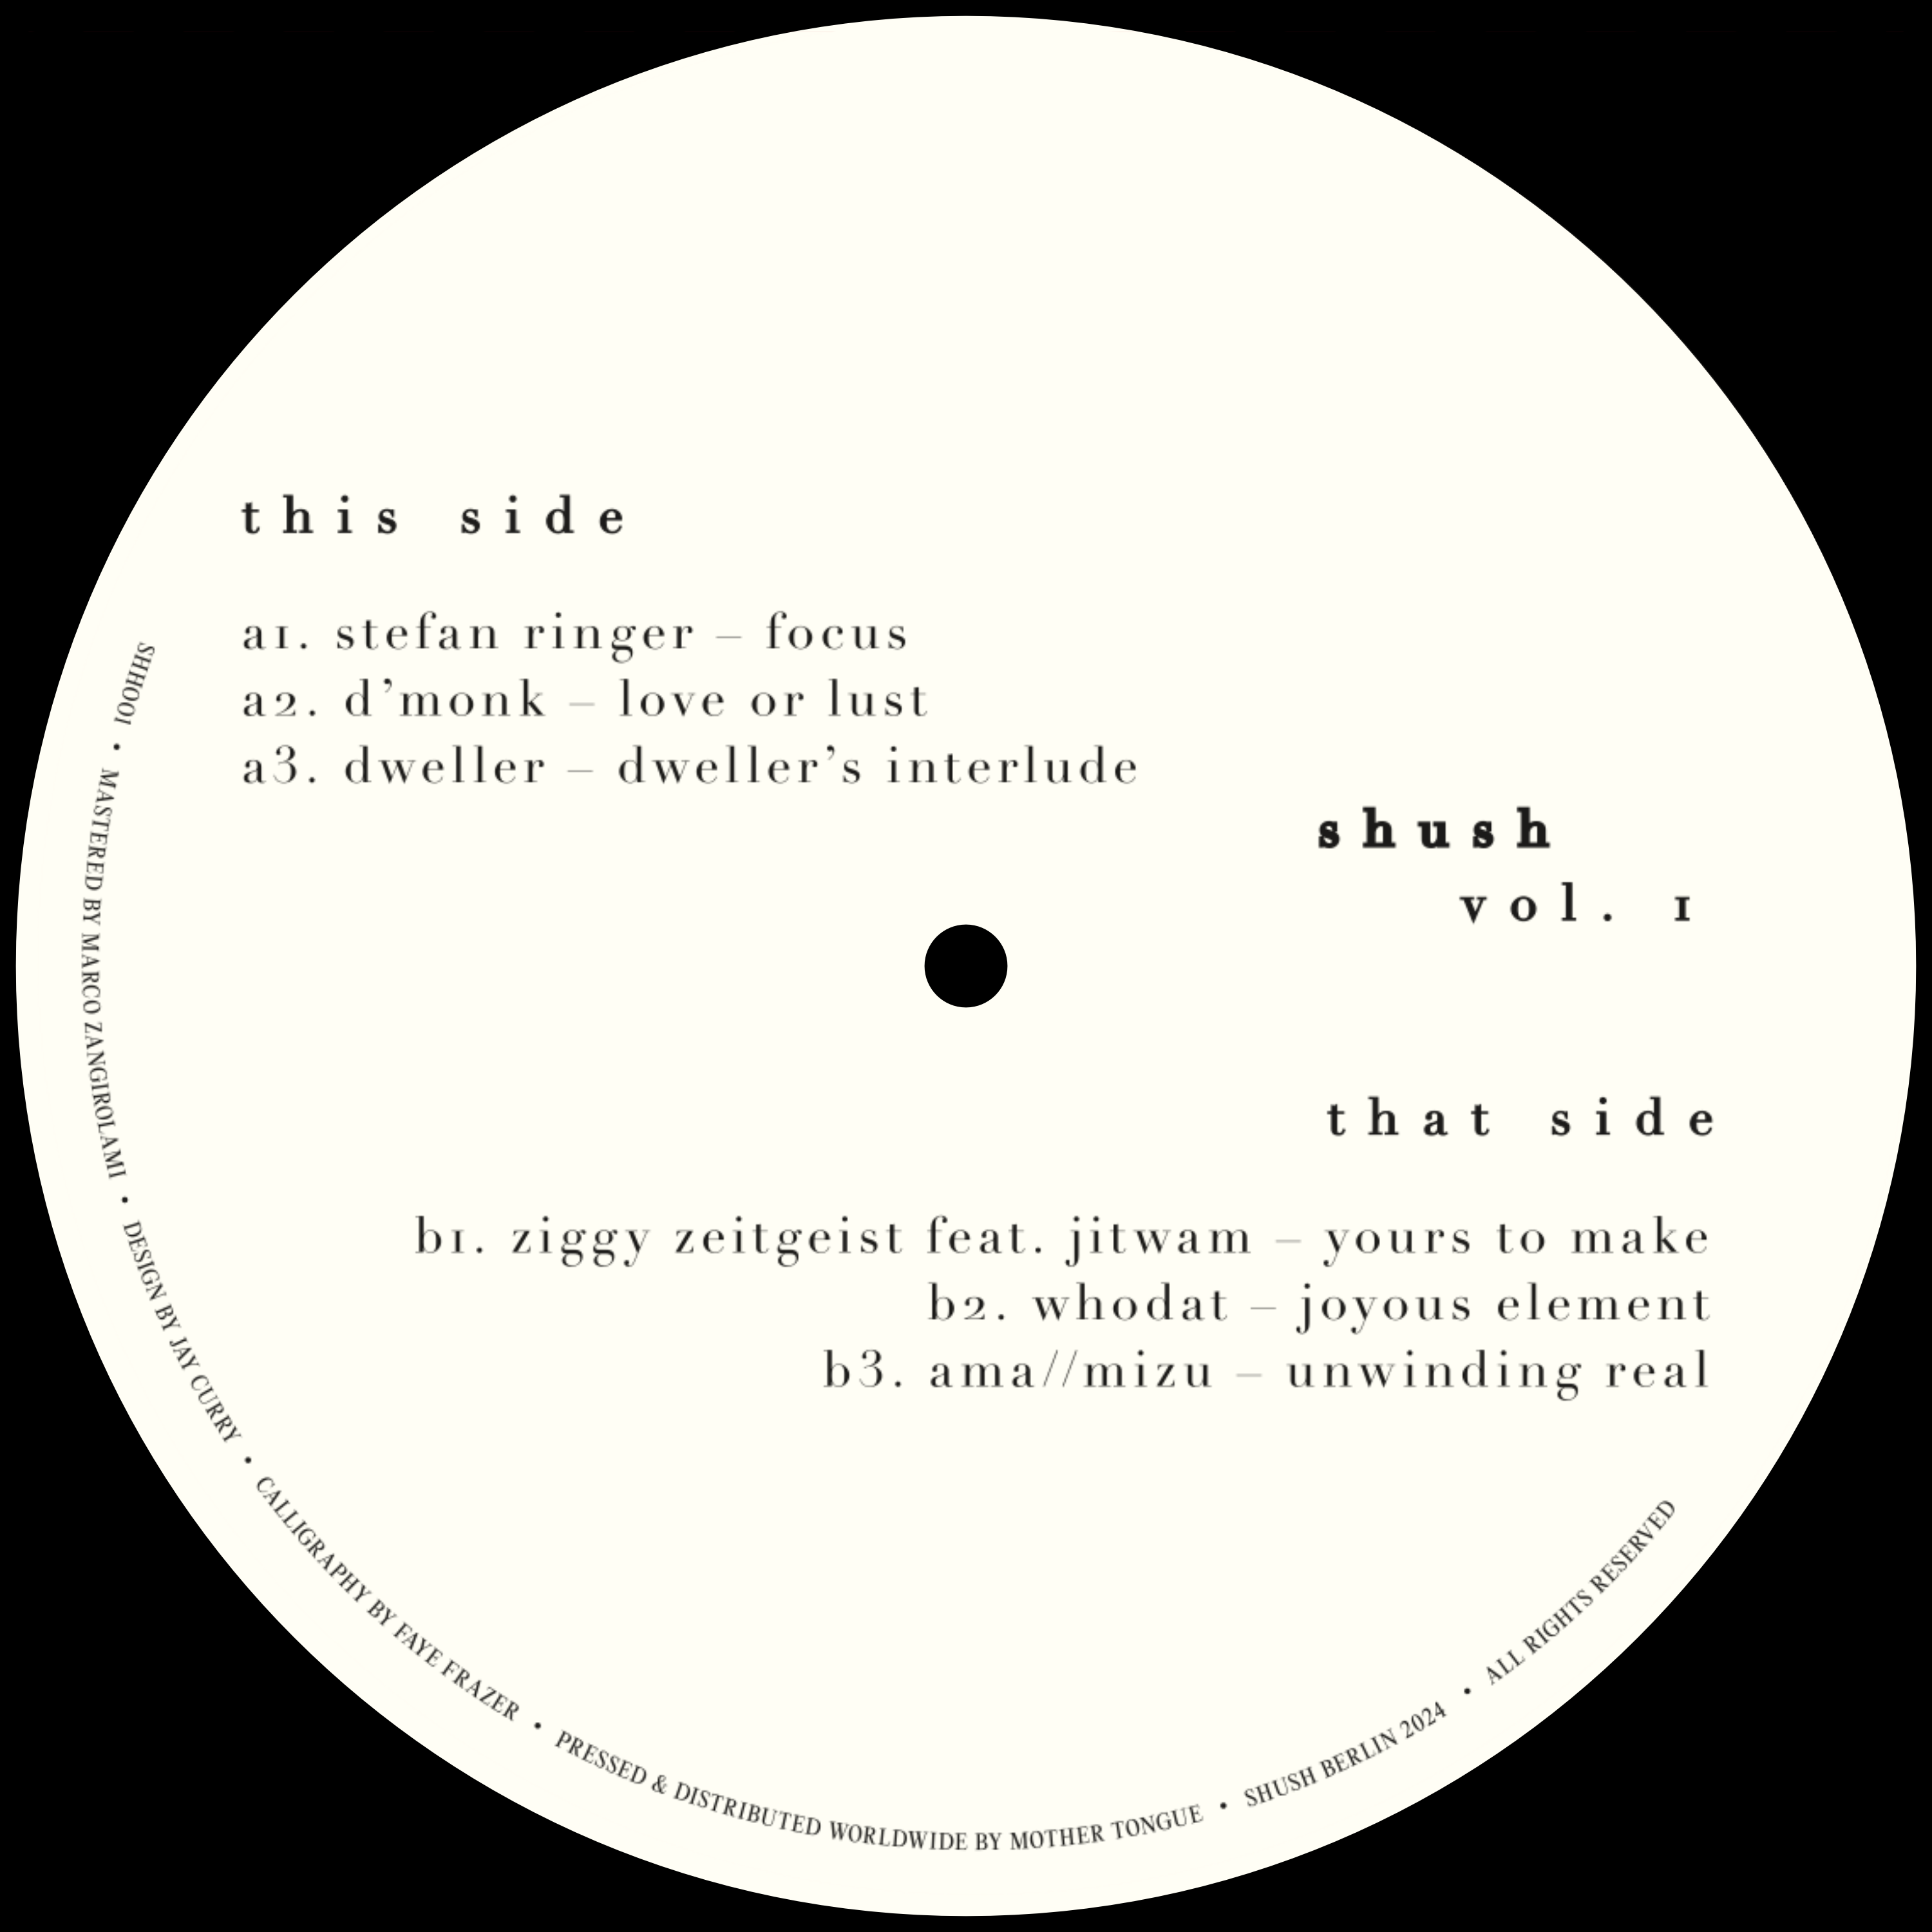 this side
a1. stefan ringer – focus
a2. d’monk – love or lust
a3. dweller – dweller’s interlude
shush
vol. 1
that side
b1. ziggy zeitgeist feat. jitwam – yours to make
b2. whodat – joyous element
b3. ama//mizu – unwinding real
SHH001 • MASTERED BY MARCO ZANGIROLAMI • DESIGN BY JAY CURRY • CALLIGRAPHY BY FAYE FRAZER • PRESSED & DISTRIBUTED WORLDWIDE BY MOTHER TONGUE • SHUSH BERLIN 2024 • ALL RIGHTS RESERVED